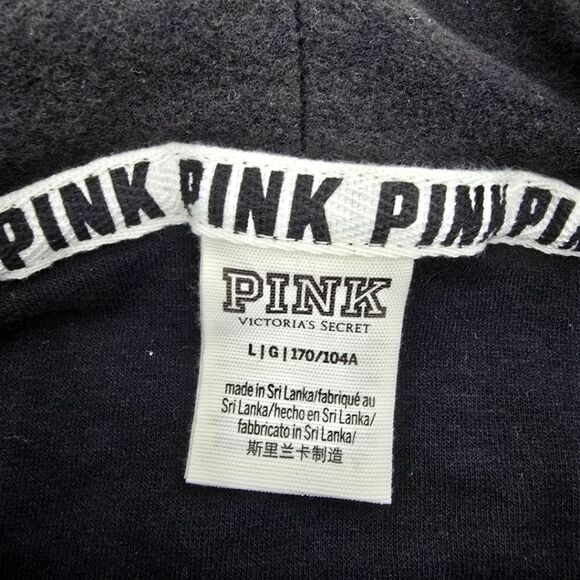 PINK PINK PINK PINK
PINK
VICTORIA'S SECRET
L | G | 170/104A
made in Sri Lanka/fabriqué au
Sri Lanka/hecho en Sri Lanka/
fabbricato in Sri Lanka/
斯里兰卡制造